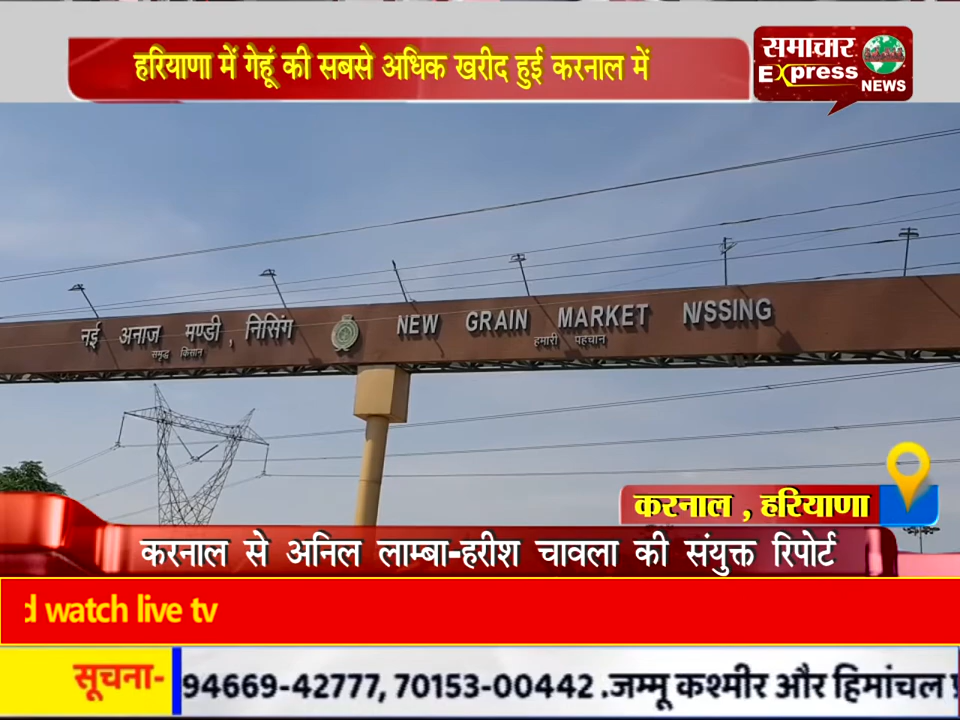 हरियाणा में गेहूं की सबसे अधिक खरीद हुई करनाल में
समाचार
Express
NEWS
नई अनाज मण्डी , निसिंग
समृद्ध किसान
NEW GRAIN MARKET NISSING
हमारी पहचान
करनाल , हरियाणा
करनाल से अनिल लाम्बा-हरीश चावला की संयुक्त रिपोर्ट
watch live tv
सूचना-
94669-42777, 70153-00442 .जम्मू कश्मीर और हिमांचल